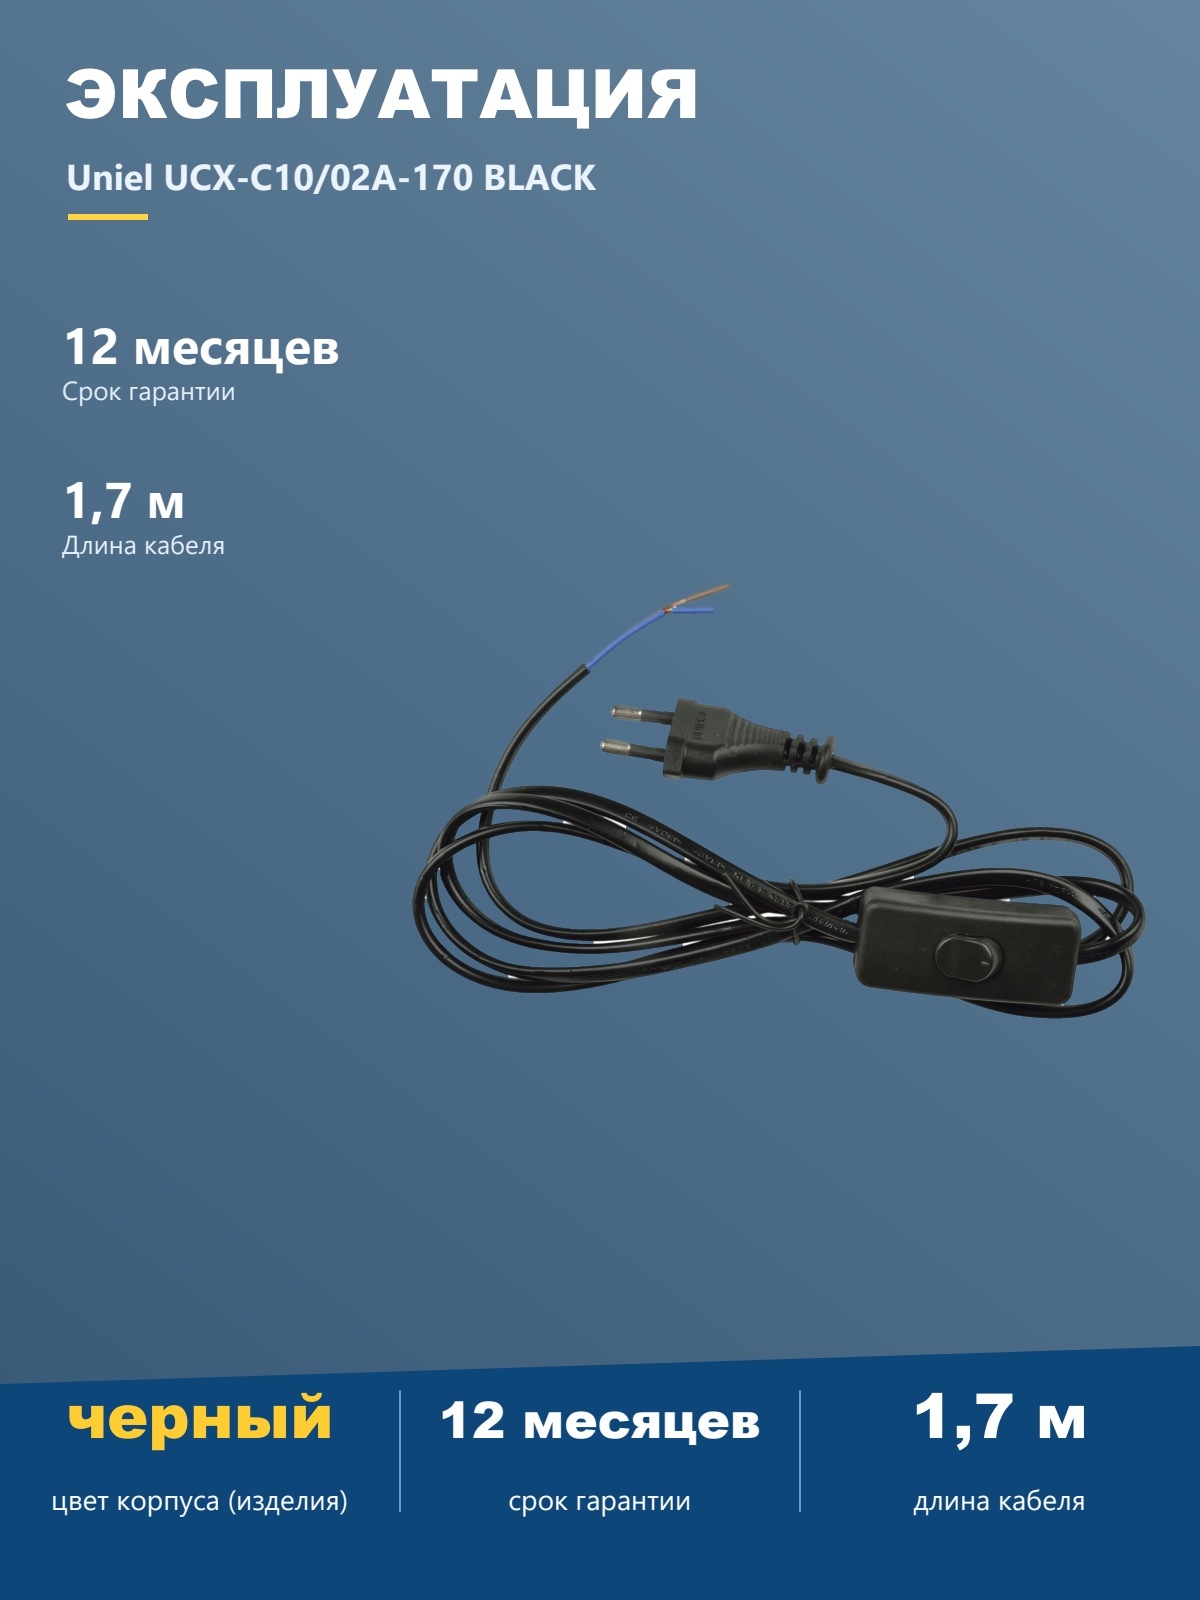 ЭКСПЛУАТАЦИЯ
Uniel UCX-C10/02A-170 BLACK
12 месяцев
Срок гарантии
1,7 м
Длина кабеля
черный
цвет корпуса (изделия)
12 месяцев
срок гарантии
1,7 м
длина кабеля